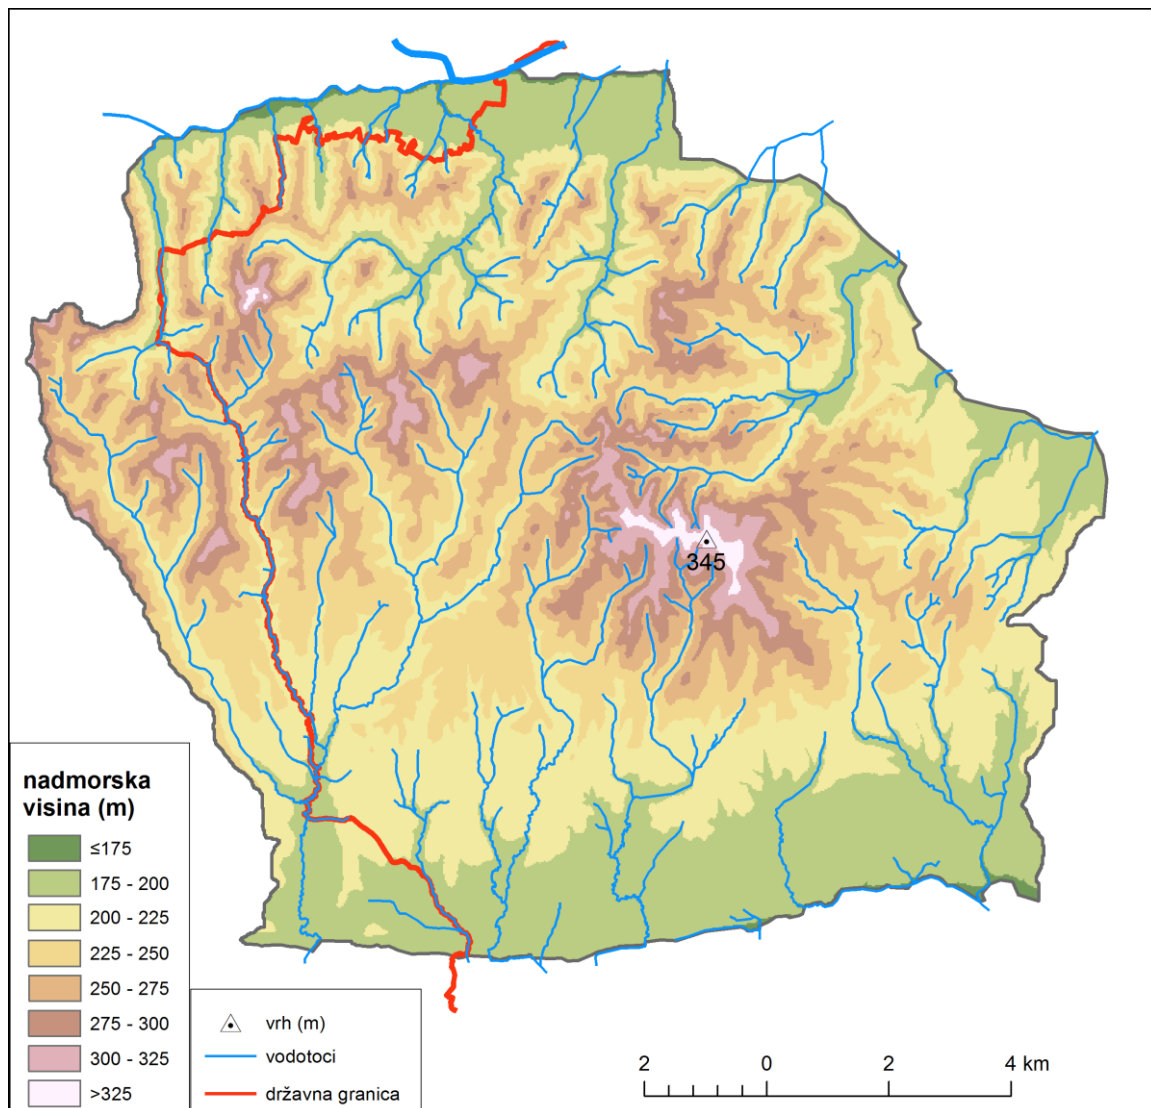 345
nadmorska
visina (m)
≤175
175 - 200
200 - 225
225 - 250
250 - 275
275 - 300
300 - 325
>325
vrh (m)
vodotoci
državna granica
2 0 2 4 km